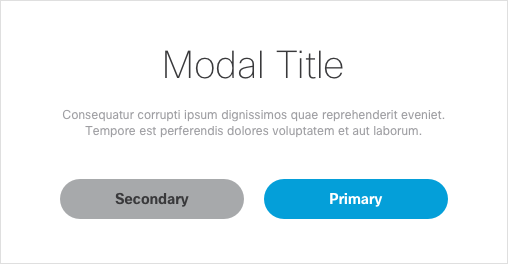 Modal Title
Consequatur corrupti ipsum dignissimos quae reprehenderit eveniet.
Tempore est perferendis dolores voluptatem et aut laborum.
Secondary
Primary